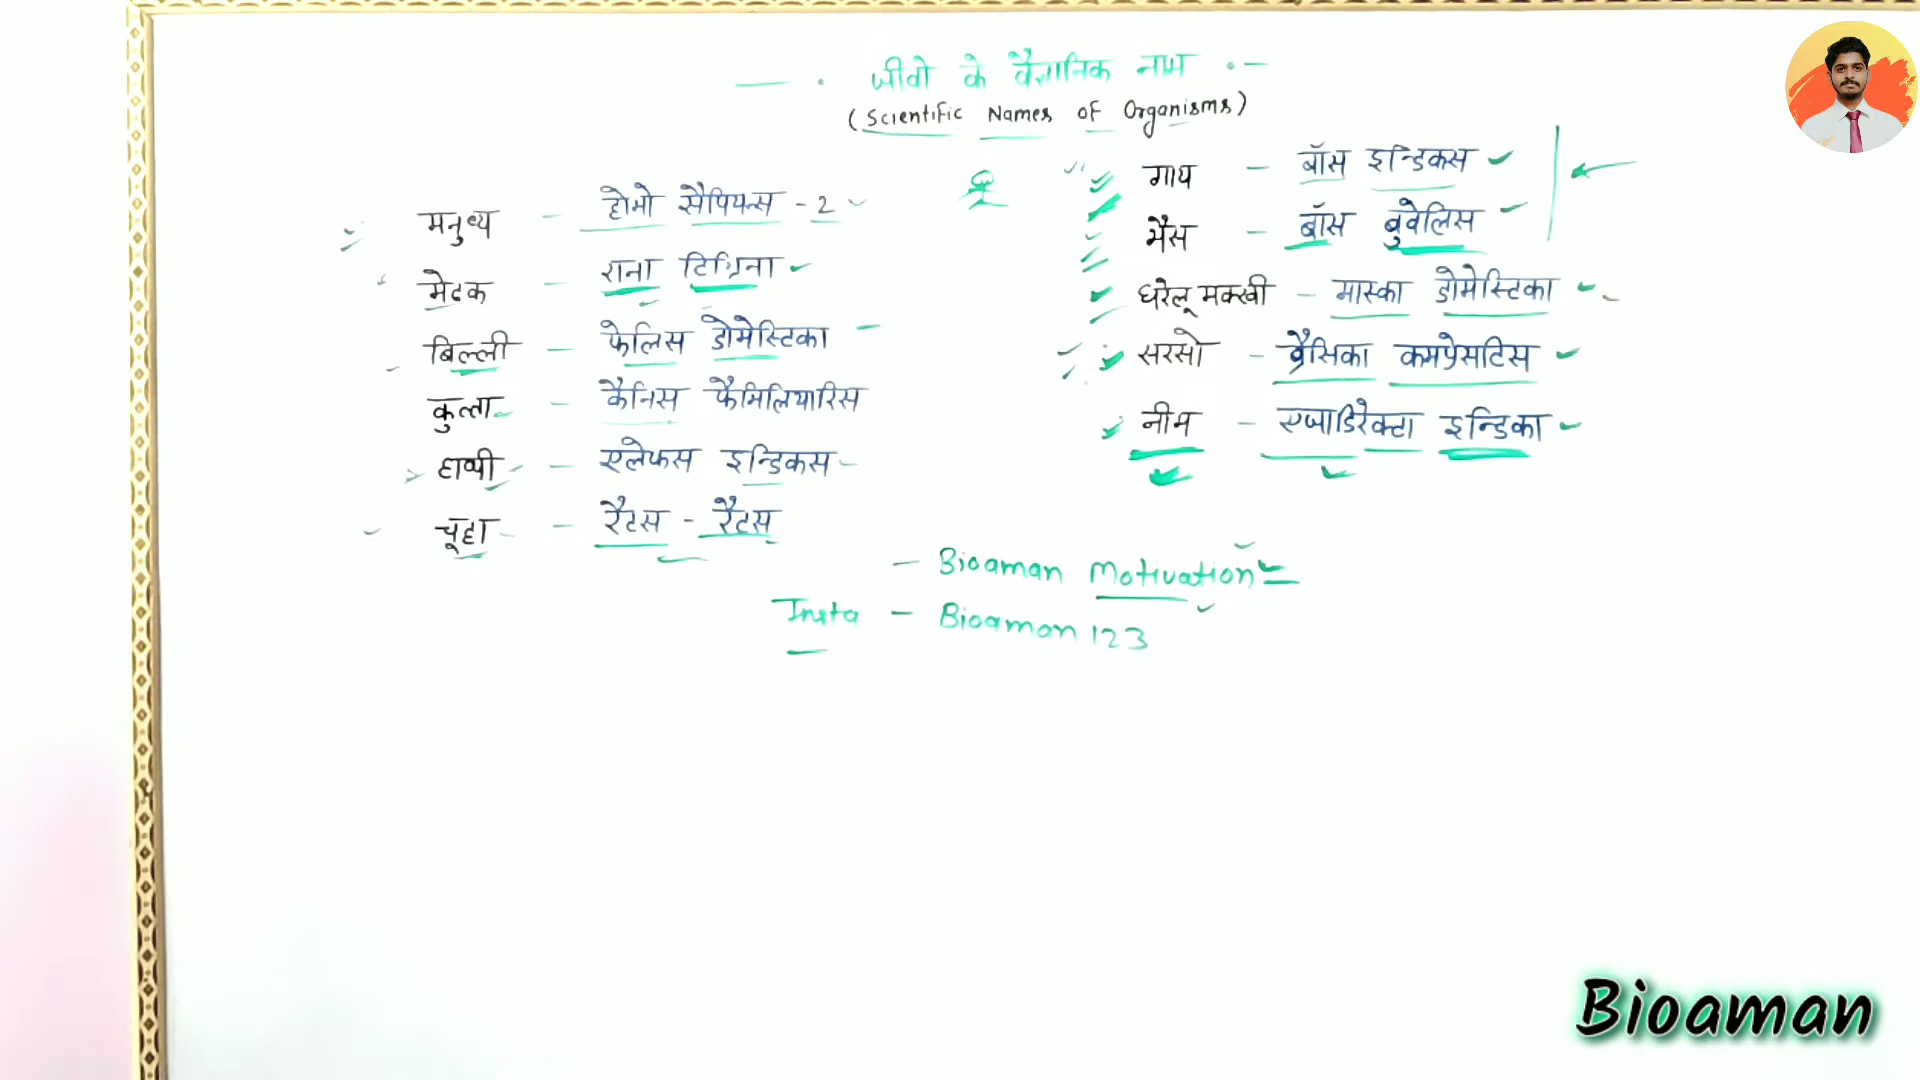 जीवो के वैज्ञानिक नाम
(Scientific Names of Organisms)
मनुष्य - होमो सैपियन्स - 2
मेढक - राना टिग्रिना
बिल्ली - फेलिस डोमेस्टिका
कुत्ता - कैनिस फैमिलियारिस
हाथी - एलेफस इन्डिकस
चूहा - रैटस - रैटस
गाय - बॉस इन्डिकस
भैंस - बॉस बुवेलिस
घरेलू मक्खी - मास्का डोमेस्टिका
सरसो - ब्रैसिका कमप्रेसटिस
नीम - एजाडिरेक्टा इन्डिका
- Bioaman Motivation
Insta - Bioaman 123
Bioaman